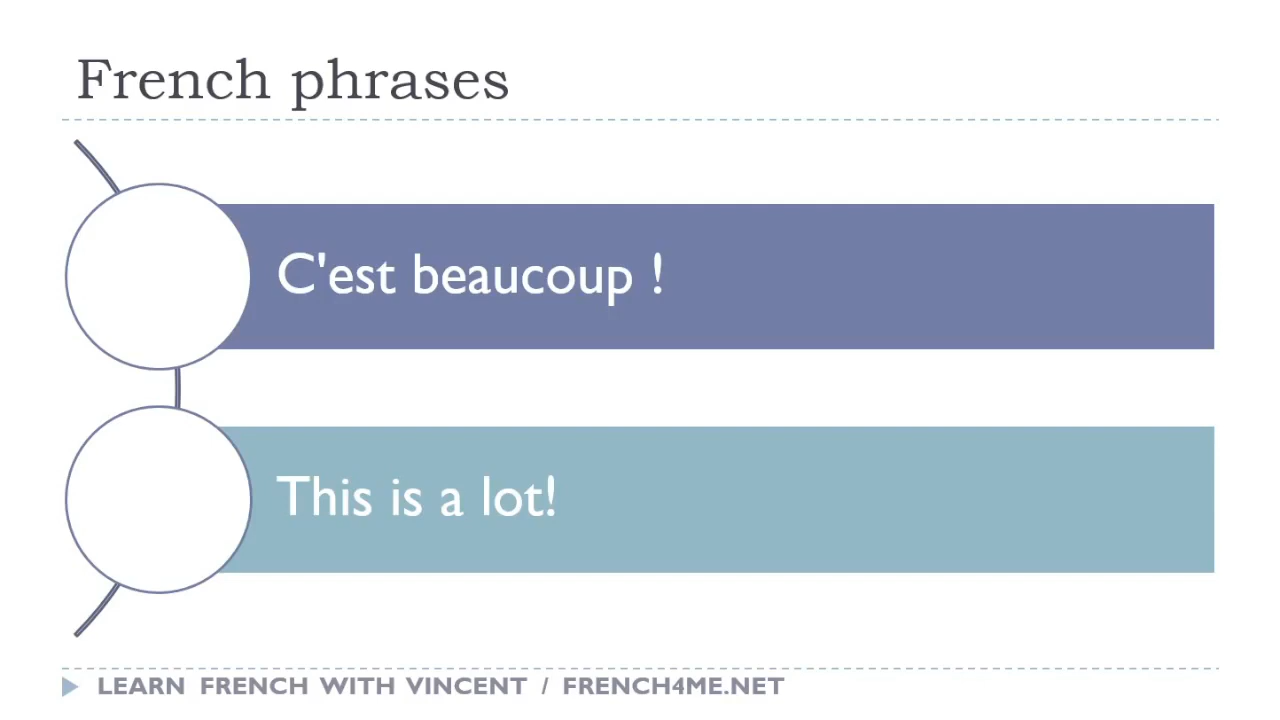 French phrases
C'est beaucoup !
This is a lot!
LEARN FRENCH WITH VINCENT / FRENCH4ME.NET